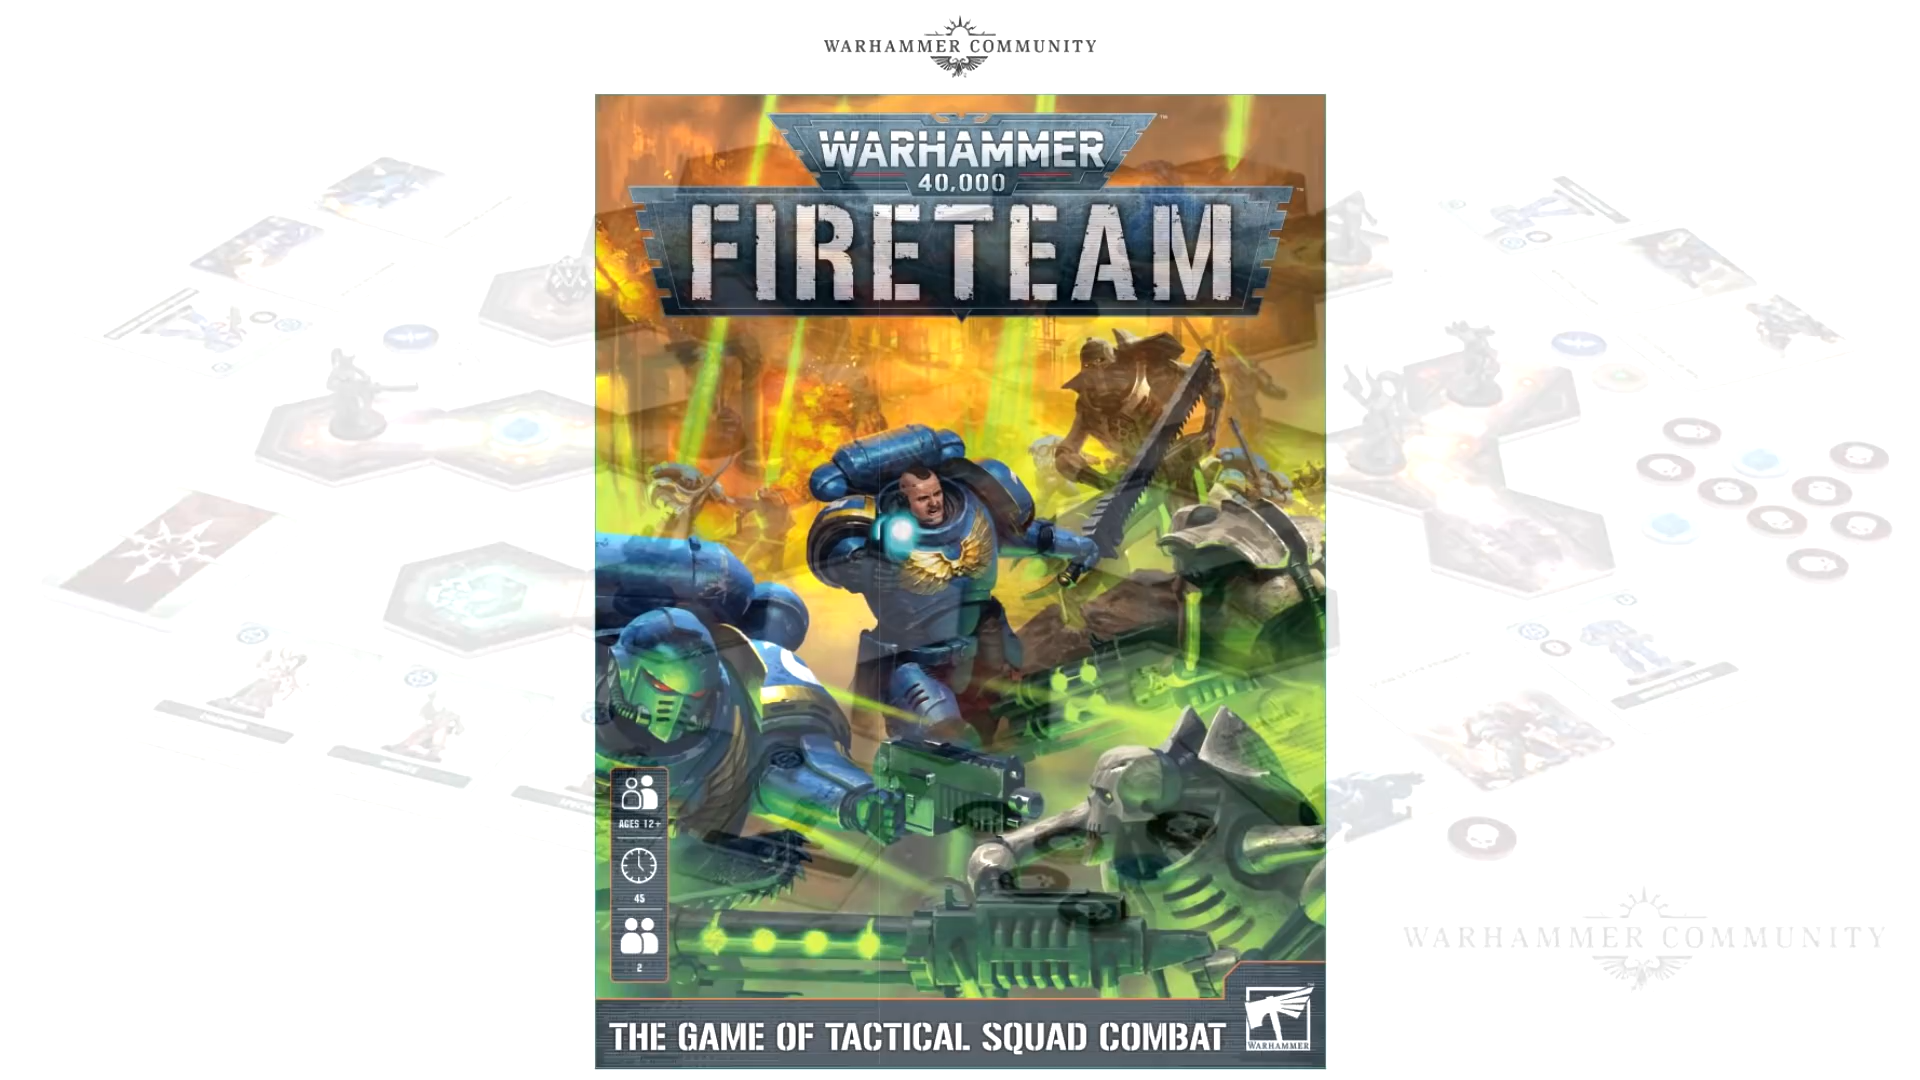 WARHAMMER COMMUNITY
WARHAMMER
40,000
FIRETEAM
AGES 12+
45
2
THE GAME OF TACTICAL SQUAD COMBAT
WARHAMMER
WARHAMMER COMMUNITY